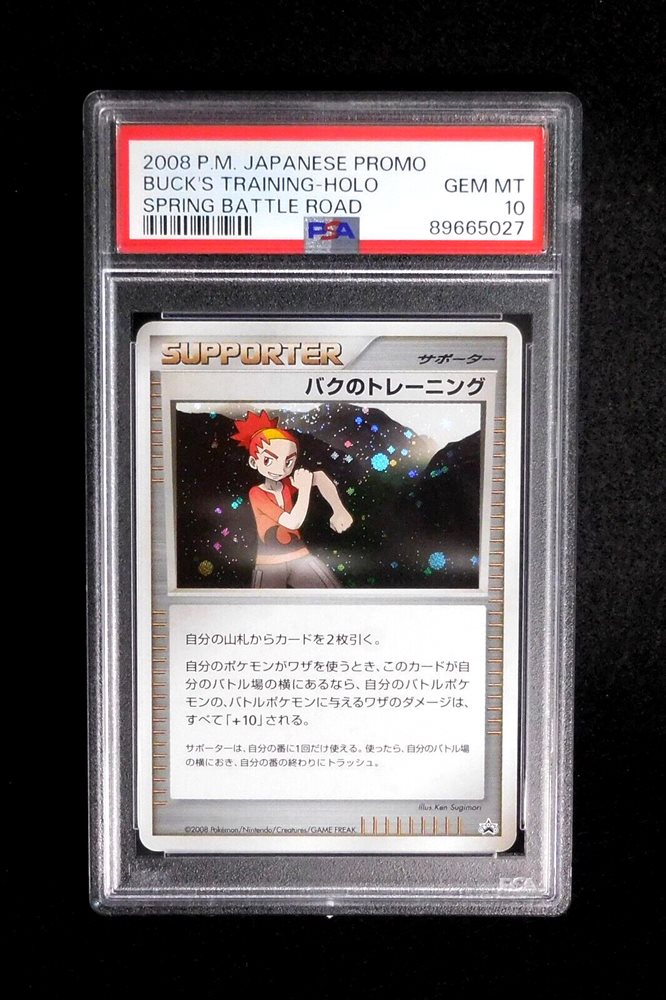 2008 P.M. JAPANESE PROMO
BUCK'S TRAINING-HOLO GEM MT
SPRING BATTLE ROAD 10
PSA 89665027
SUPPORTER サポーター
バクのトレーニング
自分の山札からカードを2枚引く。
自分のポケモンがワザを使うとき、このカードが自
分のバトル場の横にあるなら、自分のバトルポケ
モンの、バトルポケモンに与えるワザのダメージは、
すべて「+10」される。
サポーターは、自分の番に1回だけ使える。使ったら、自分のバトル場
の横におき、自分の番の終わりにトラッシュ。
Illus. Ken Sugimori
©2008 Pokémon/Nintendo/Creatures/GAME FREAK
PSA